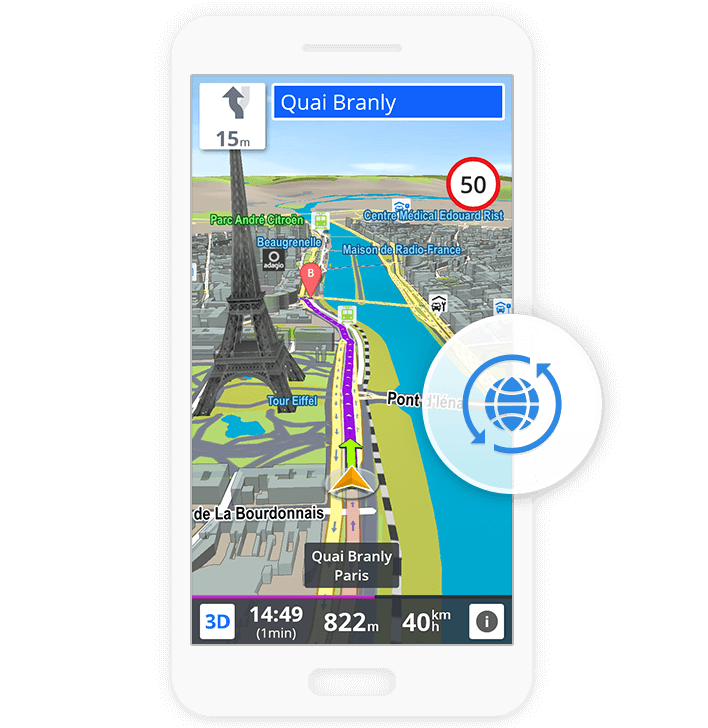 Quai Branly
15m
50
Parc André Citroën
Centre Médical Edouard Rist
Beaugrenelle
Maison de Radio-France
adagio
B
Tour Eiffel
Pont d'Iéna
de La Bourdonnais
Quai Branly
Paris
3D
14:49
(1min)
822m
40km/h
i